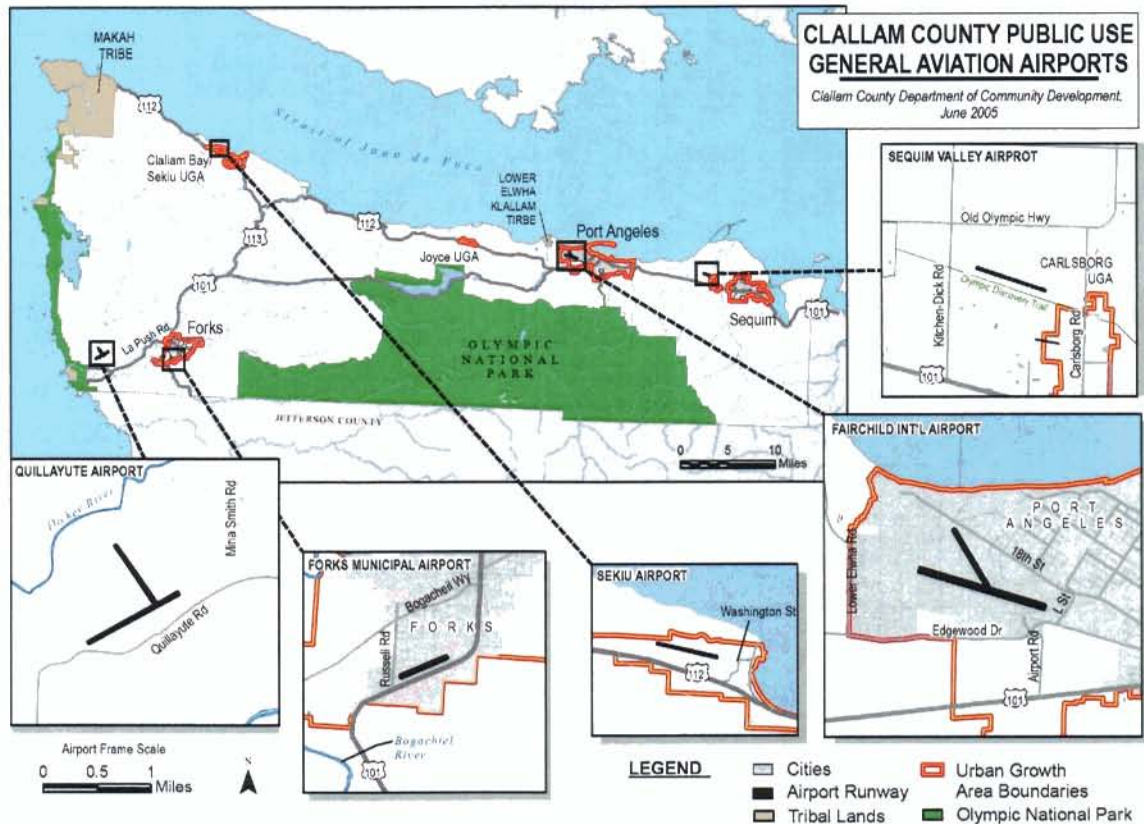 CLALLAM COUNTY PUBLIC USE
GENERAL AVIATION AIRPORTS
Clallam County Department of Community Development,
June 2005
MAKAH
TRIBE
112
Strait of Juan de Fuca
Clallam Bay/
Sekiu UGA
LOWER
ELWHA
KLALLAM
TIRBE
Port Angeles
112
113
Joyce UGA
101
Sequim
101
La Push Rd
Forks
OLYMPIC
NATIONAL
PARK
JEFFERSON COUNTY
0 5 10
Miles
SEQUIM VALLEY AIRPROT
Old Olympic Hwy
Kitchen-Dick Rd
Olympic Discovery Trail
CARLSBORG
UGA
Carlsborg Rd
101
QUILLAYUTE AIRPORT
Dickey River
Mina Smith Rd
Quillayute Rd
FORKS MUNICIPAL AIRPORT
Bogacheil Wy
FORKS
Russell Rd
Bogachiel
River
101
SEKIU AIRPORT
Washington St
112
FAIRCHILD INT'L AIRPORT
PORT
ANGELES
Lower Elwha Rd
18th St
L St
Edgewood Dr
Airport Rd
101
Airport Frame Scale
0 0.5 1
Miles
N
LEGEND
Cities
Airport Runway
Tribal Lands
Urban Growth
Area Boundaries
Olympic National Park